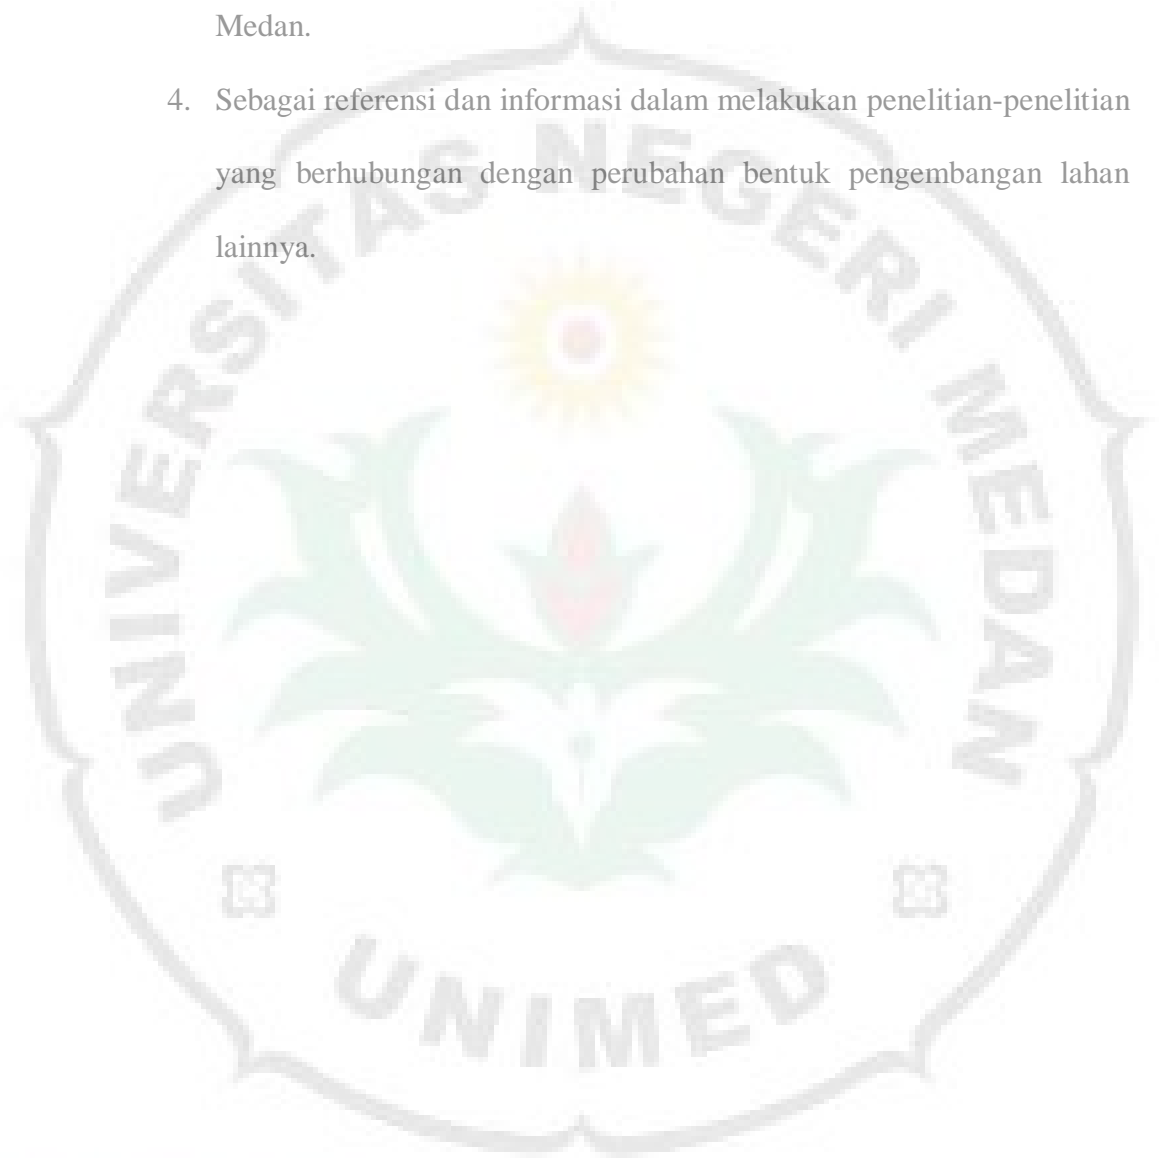 Medan.
4. Sebagai referensi dan informasi dalam melakukan penelitian-penelitian
yang berhubungan dengan perubahan bentuk pengembangan lahan
lainnya.
UNIVERSITAS NEGERI MEDAN
UNIMED